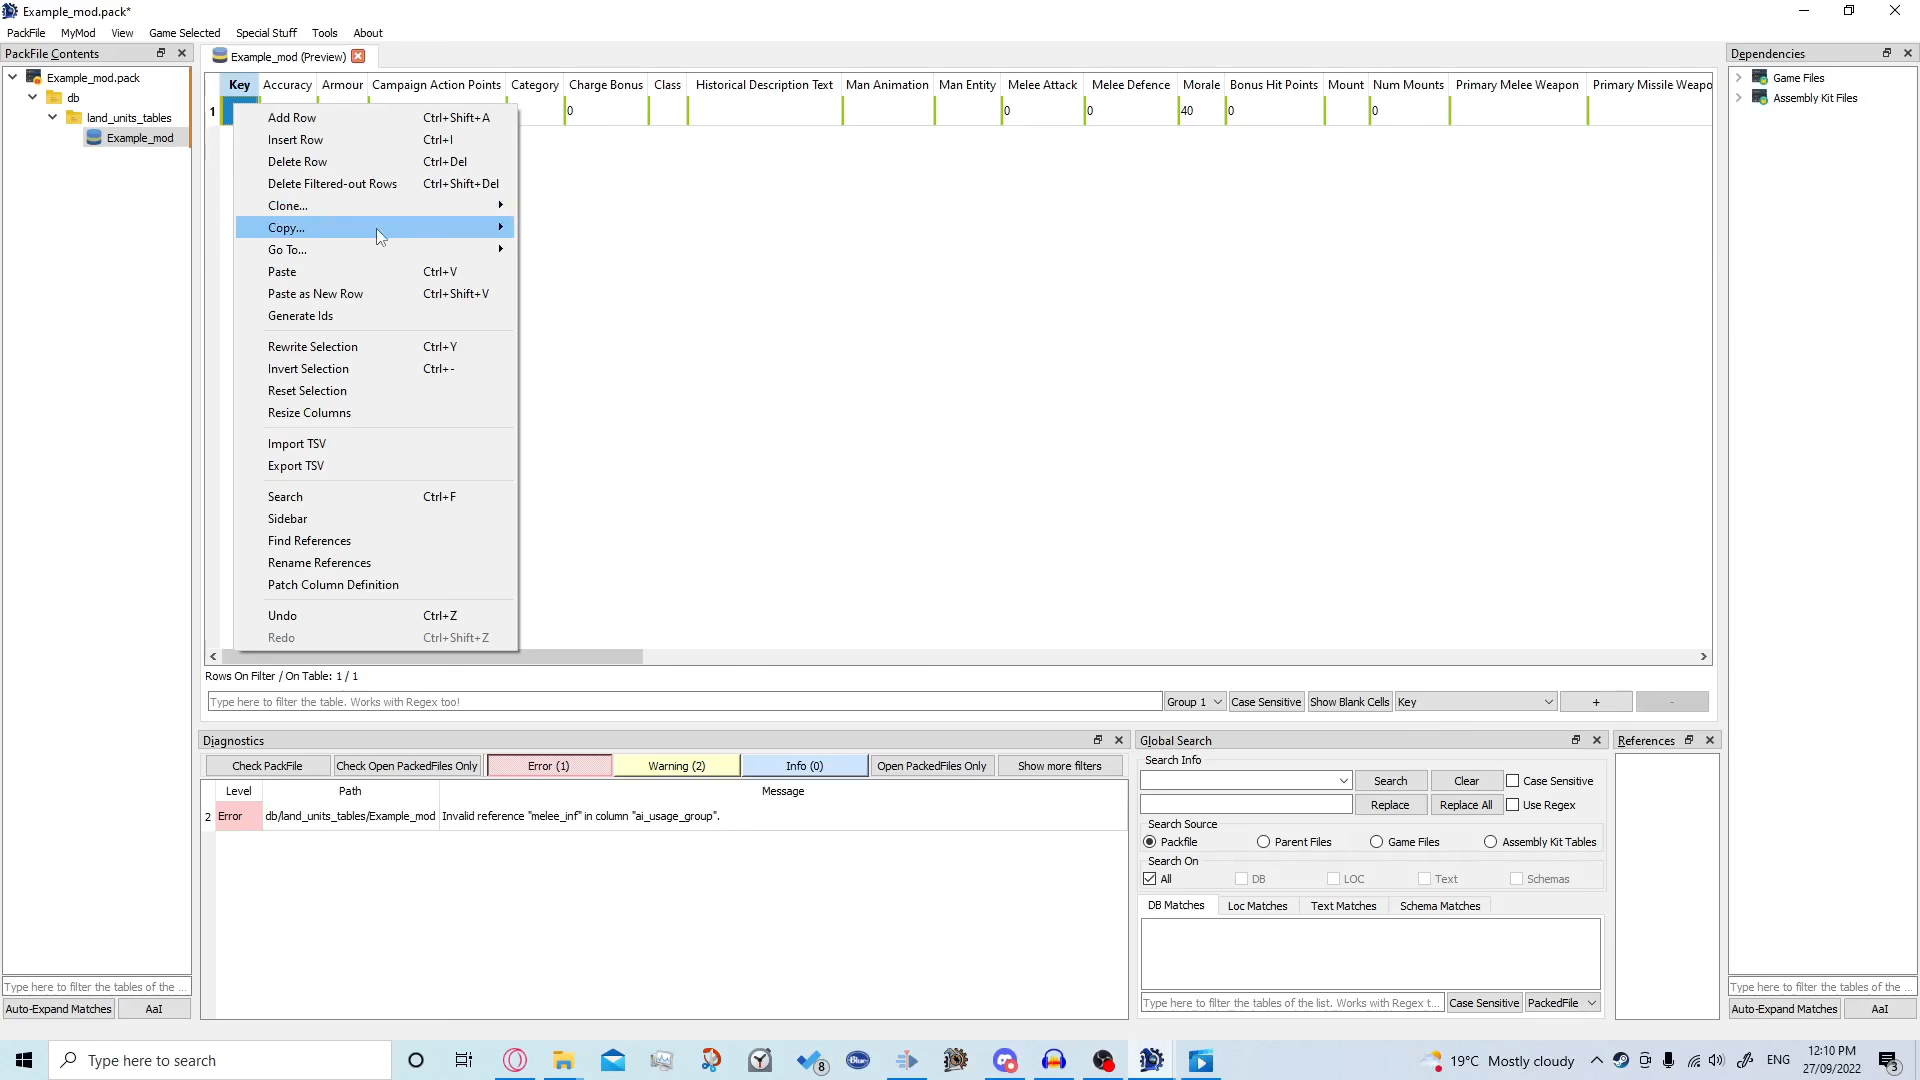 Example_mod.pack*
PackFile MyMod View Game Selected Special Stuff Tools About
PackFile Contents
Example_mod.pack
db
land_units_tables
Example_mod
Auto-Expand Matches AaI
Type here to filter the tables of the ...
Example_mod (Preview)
Key Accuracy Armour Campaign Action Points Category Charge Bonus Class Historical Description Text Man Animation Man Entity Melee Attack Melee Defence Morale Bonus Hit Points Mount Num Mounts Primary Melee Weapon Primary Missile Weapo
1 0 0 0 40 0 0
Add Row Ctrl+Shift+A
Insert Row Ctrl+I
Delete Row Ctrl+Del
Delete Filtered-out Rows Ctrl+Shift+Del
Clone...
Copy...
Go To...
Paste Ctrl+V
Paste as New Row Ctrl+Shift+V
Generate Ids
Rewrite Selection Ctrl+Y
Invert Selection Ctrl+-
Reset Selection
Resize Columns
Import TSV
Export TSV
Search Ctrl+F
Sidebar
Find References
Rename References
Patch Column Definition
Undo Ctrl+Z
Redo Ctrl+Shift+Z
Rows On Filter / On Table: 1 / 1
Type here to filter the table. Works with Regex too! Group 1 Case Sensitive Show Blank Cells Key + -
Diagnostics
Check PackFile Check Open PackedFiles Only Error (1) Warning (2) Info (0) Open PackedFiles Only Show more filters
Level Path Message
2 Error db/land_units_tables/Example_mod Invalid reference "melee_inf" in column "ai_usage_group".
Global Search
Search Info
Search Clear Case Sensitive
Replace Replace All Use Regex
Search Source
Packfile Parent Files Game Files Assembly Kit Tables
Search On
All DB LOC Text Schemas
DB Matches Loc Matches Text Matches Schema Matches
Type here to filter the tables of the list. Works with Regex t... Case Sensitive PackedFile
References
Dependencies
Game Files
Assembly Kit Files
Type here to filter the tables of the ...
Auto-Expand Matches AaI
Type here to search
8
Blue
19°C Mostly cloudy
ENG
12:10 PM
27/09/2022
3